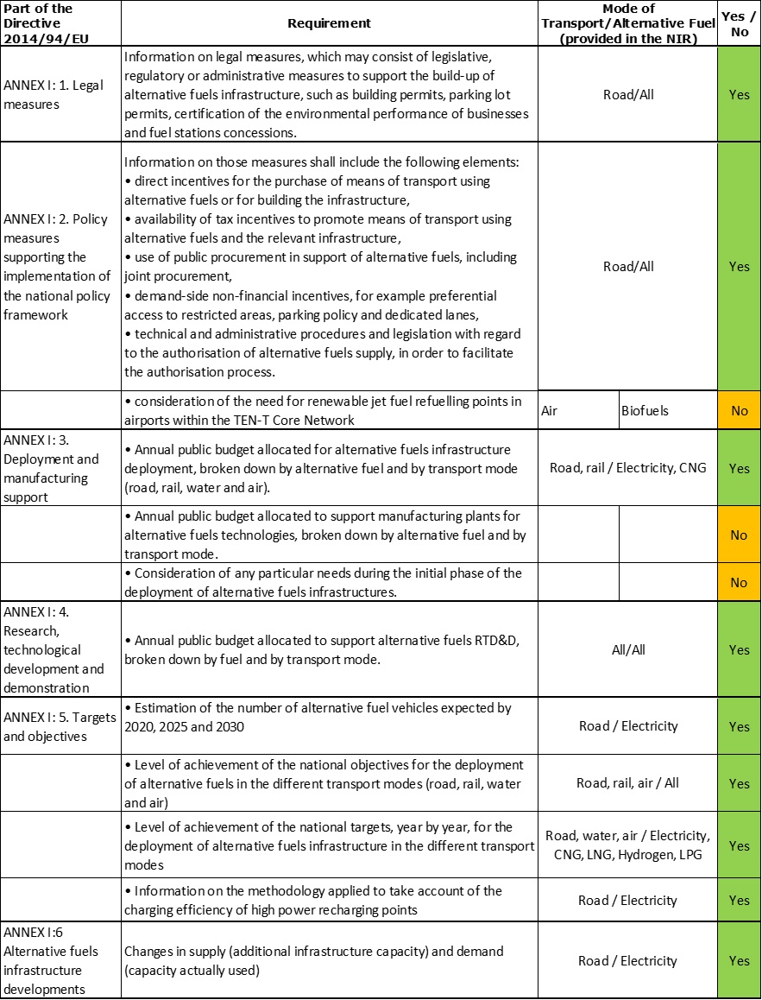 Part of the
Directive
2014/94/EU
Requirement
Mode of
Transport/Alternative Fuel
(provided in the NIR)
Yes /
No
ANNEX I: 1. Legal
measures
Information on legal measures, which may consist of legislative,
regulatory or administrative measures to support the build-up of
alternative fuels infrastructure, such as building permits, parking lot
permits, certification of the environmental performance of businesses
and fuel stations concessions.
Road/All
Yes
ANNEX I: 2. Policy
measures
supporting the
implementation of
the national policy
framework
Information on those measures shall include the following elements:
• direct incentives for the purchase of means of transport using
alternative fuels or for building the infrastructure,
• availability of tax incentives to promote means of transport using
alternative fuels and the relevant infrastructure,
• use of public procurement in support of alternative fuels, including
joint procurement,
• demand-side non-financial incentives, for example preferential
access to restricted areas, parking policy and dedicated lanes,
• technical and administrative procedures and legislation with regard
to the authorisation of alternative fuels supply, in order to facilitate
the authorisation process.
Road/All
Yes
• consideration of the need for renewable jet fuel refuelling points in
airports within the TEN-T Core Network
Air
Biofuels
No
ANNEX I: 3.
Deployment and
manufacturing
support
• Annual public budget allocated for alternative fuels infrastructure
deployment, broken down by alternative fuel and by transport mode
(road, rail, water and air).
Road, rail / Electricity, CNG
Yes
• Annual public budget allocated to support manufacturing plants for
alternative fuels technologies, broken down by alternative fuel and by
transport mode.
No
• Consideration of any particular needs during the initial phase of the
deployment of alternative fuels infrastructures.
No
ANNEX I: 4.
Research,
technological
development and
demonstration
• Annual public budget allocated to support alternative fuels RTD&D,
broken down by fuel and by transport mode.
All/All
Yes
ANNEX I: 5. Targets
and objectives
• Estimation of the number of alternative fuel vehicles expected by
2020, 2025 and 2030
Road / Electricity
Yes
• Level of achievement of the national objectives for the deployment
of alternative fuels in the different transport modes (road, rail, water
and air)
Road, rail, air / All
Yes
• Level of achievement of the national targets, year by year, for the
deployment of alternative fuels infrastructure in the different transport
modes
Road, water, air / Electricity,
CNG, LNG, Hydrogen, LPG
Yes
• Information on the methodology applied to take account of the
charging efficiency of high power recharging points
Road / Electricity
Yes
ANNEX I:6
Alternative fuels
infrastructure
developments
Changes in supply (additional infrastructure capacity) and demand
(capacity actually used)
Road / Electricity
Yes